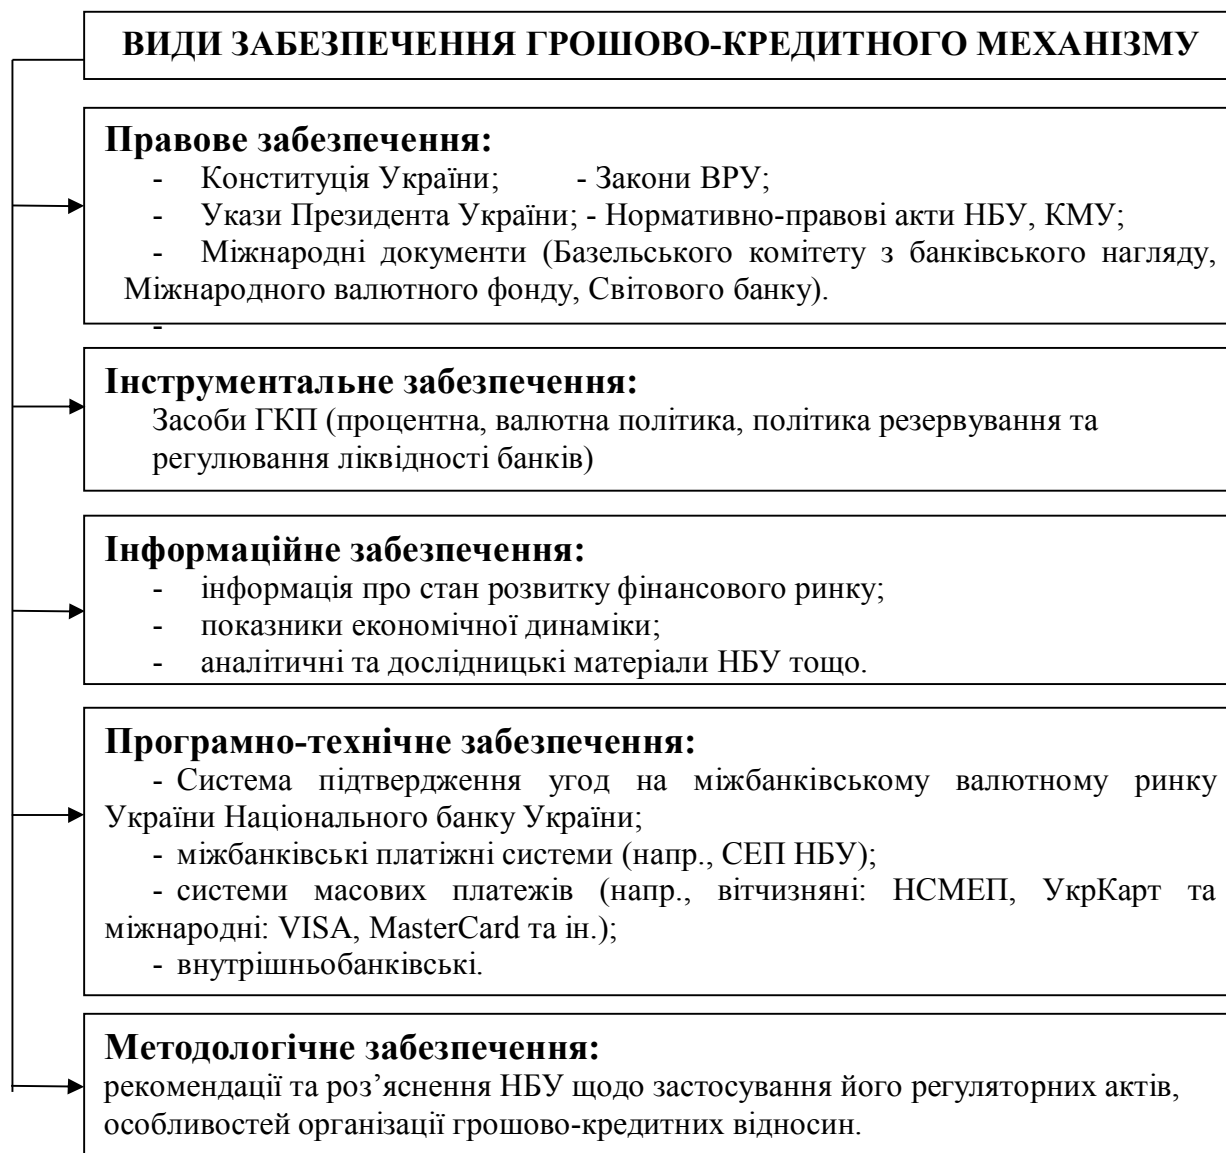 ВИДИ ЗАБЕЗПЕЧЕННЯ ГРОШОВО-КРЕДИТНОГО МЕХАНІЗМУ
Правове забезпечення:
- Конституція України; - Закони ВРУ;
- Укази Президента України; - Нормативно-правові акти НБУ, КМУ;
- Міжнародні документи (Базельського комітету з банківського нагляду,
Міжнародного валютного фонду, Світового банку).
-
Інструментальне забезпечення:
Засоби ГКП (процентна, валютна політика, політика резервування та
регулювання ліквідності банків)
Інформаційне забезпечення:
- інформація про стан розвитку фінансового ринку;
- показники економічної динаміки;
- аналітичні та дослідницькі матеріали НБУ тощо.
Програмно-технічне забезпечення:
- Система підтвердження угод на міжбанківському валютному ринку
України Національного банку України;
- міжбанківські платіжні системи (напр., СЕП НБУ);
- системи масових платежів (напр., вітчизняні: НСМЕП, УкрКарт та
міжнародні: VISA, MasterCard та ін.);
- внутрішньобанківські.
Методологічне забезпечення:
рекомендації та роз’яснення НБУ щодо застосування його регуляторних актів,
особливостей організації грошово-кредитних відносин.